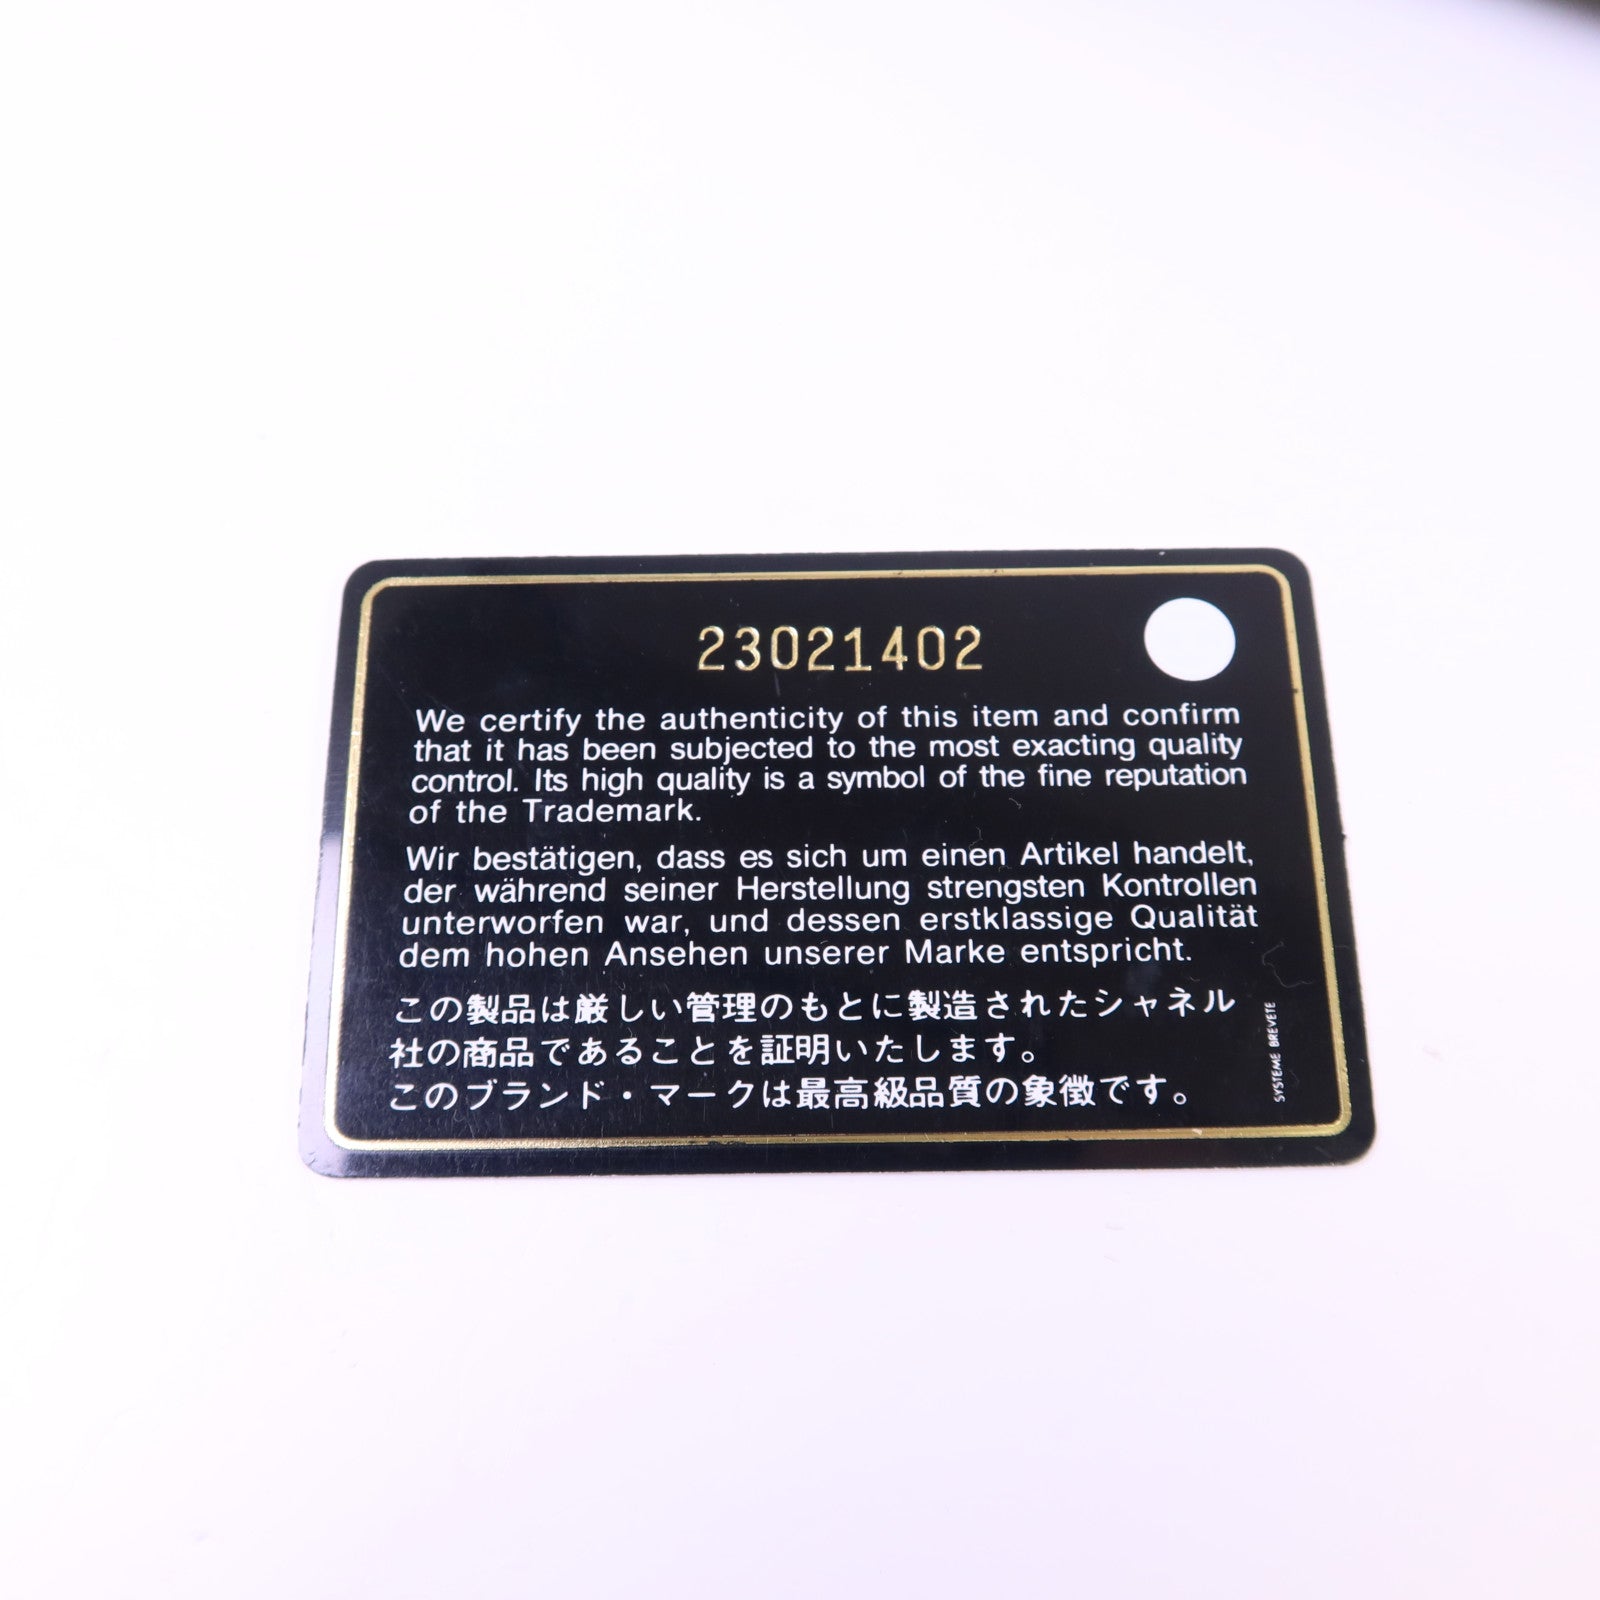 23021402
We certify the authenticity of this item and confirm
that it has been subjected to the most exacting quality
control. Its high quality is a symbol of the fine reputation
of the Trademark.
Wir bestätigen, dass es sich um einen Artikel handelt,
der während seiner Herstellung strengsten Kontrollen
unterworfen war, und dessen erstklassige Qualität
dem hohen Ansehen unserer Marke entspricht.
この製品は厳しい管理のもとに製造されたシャネル
社の商品であることを証明いたします。
このブランド・マークは最高級品質の象徴です。
SYSTEME BREVETE